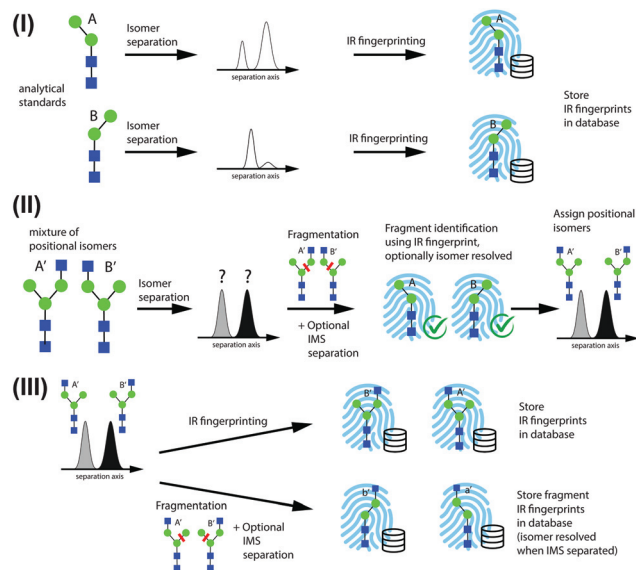 (I)
A
Isomer
separation
separation axis
IR fingerprinting
A
analytical
standards
Store
IR fingerprints
in database
B
Isomer
separation
separation axis
IR fingerprinting
B
(II)
mixture of
positional isomers
A' B'
Isomer
separation
? ?
separation axis
Fragmentation
A' B'
+ Optional
IMS
separation
Fragment identification
using IR fingerprint,
optionally isomer resolved
A B
Assign positional
isomers
A' B'
separation axis
(III)
A' B'
separation axis
IR fingerprinting
B' A'
Store
IR fingerprints
in database
Fragmentation
A' B'
+ Optional
IMS
separation
b' a'
Store fragment
IR fingerprints
in database
(isomer resolved
when IMS separated)